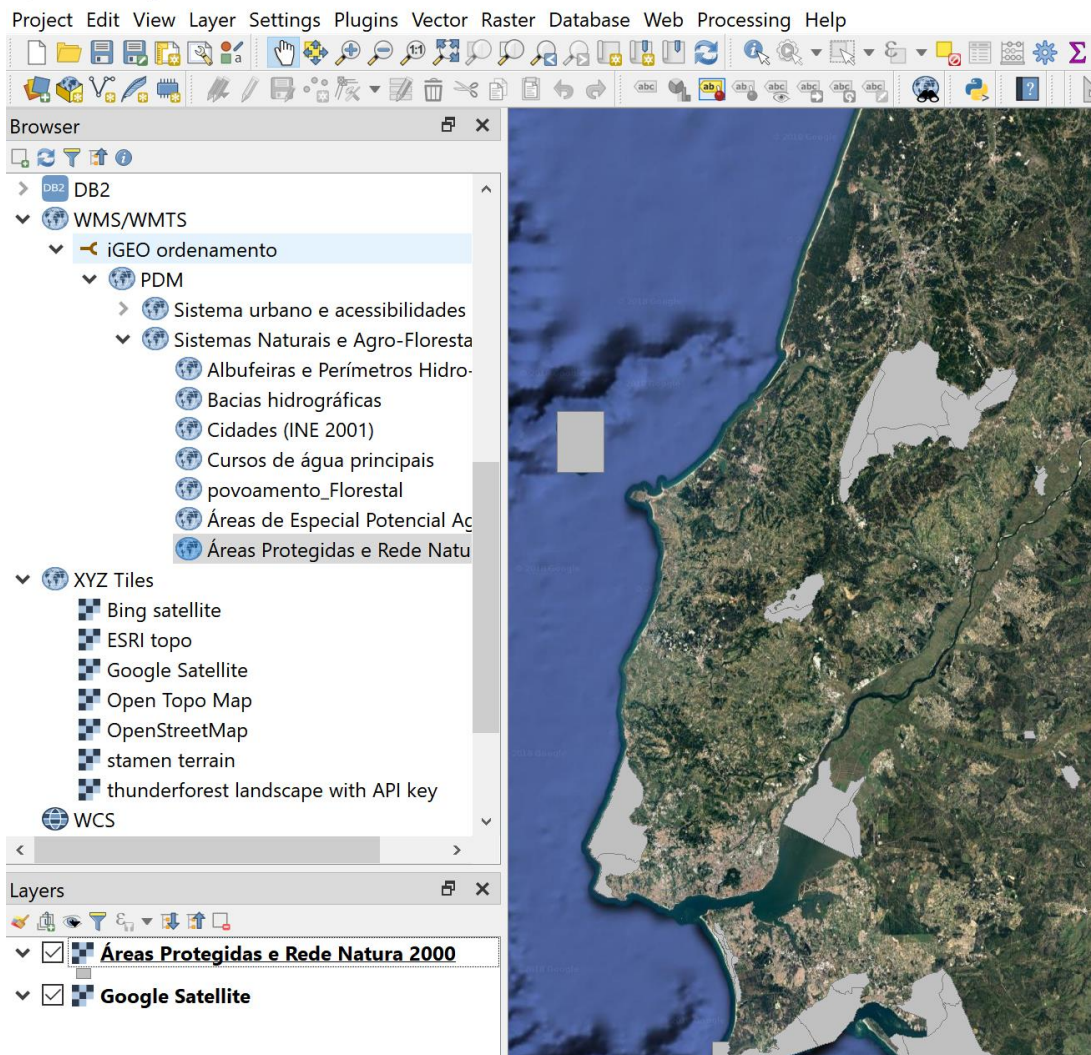 Project Edit View Layer Settings Plugins Vector Raster Database Web Processing Help
Browser
DB2 DB2
WMS/WMTS
iGEO ordenamento
PDM
Sistema urbano e acessibilidades
Sistemas Naturais e Agro-Floresta
Albufeiras e Perímetros Hidro-
Bacias hidrográficas
Cidades (INE 2001)
Cursos de água principais
povoamento_Florestal
Áreas de Especial Potencial Ag
Áreas Protegidas e Rede Natu
XYZ Tiles
Bing satellite
ESRI topo
Google Satellite
Open Topo Map
OpenStreetMap
stamen terrain
thunderforest landscape with API key
WCS
Layers
Áreas Protegidas e Rede Natura 2000
Google Satellite